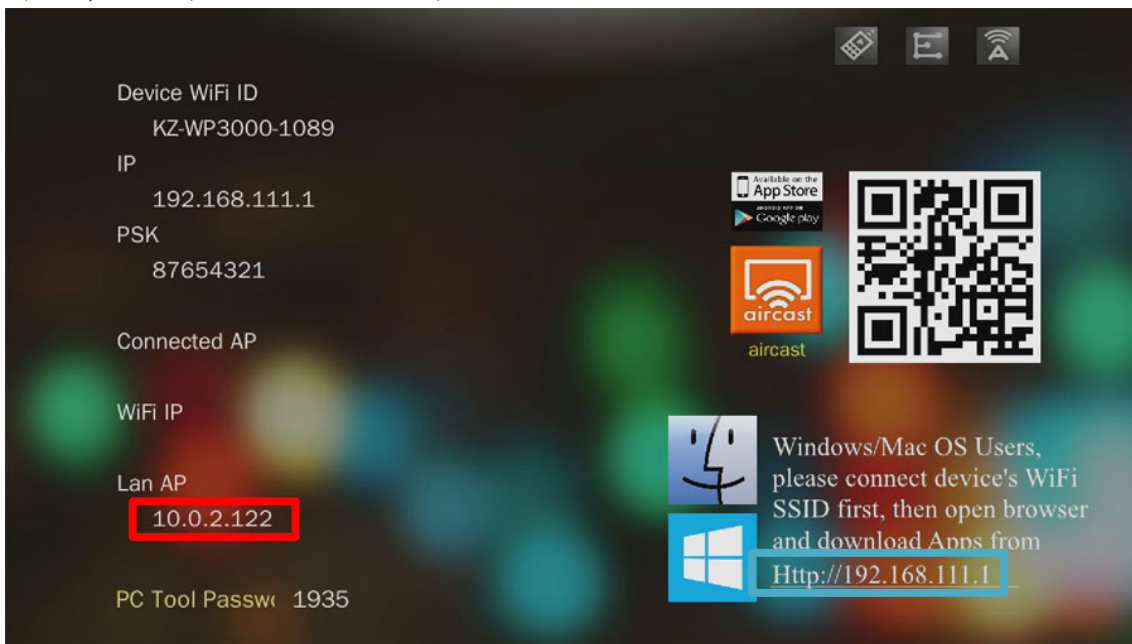 Device WiFi ID
KZ-WP3000-1089
IP
192.168.111.1
PSK
87654321
Connected AP
WiFi IP
Lan AP
10.0.2.122
PC Tool Passw 1935
Available on the
App Store
ANDROID APP ON
Google play
aircast
aircast
Windows/Mac OS Users,
please connect device's WiFi
SSID first, then open browser
and download Apps from
Http://192.168.111.1